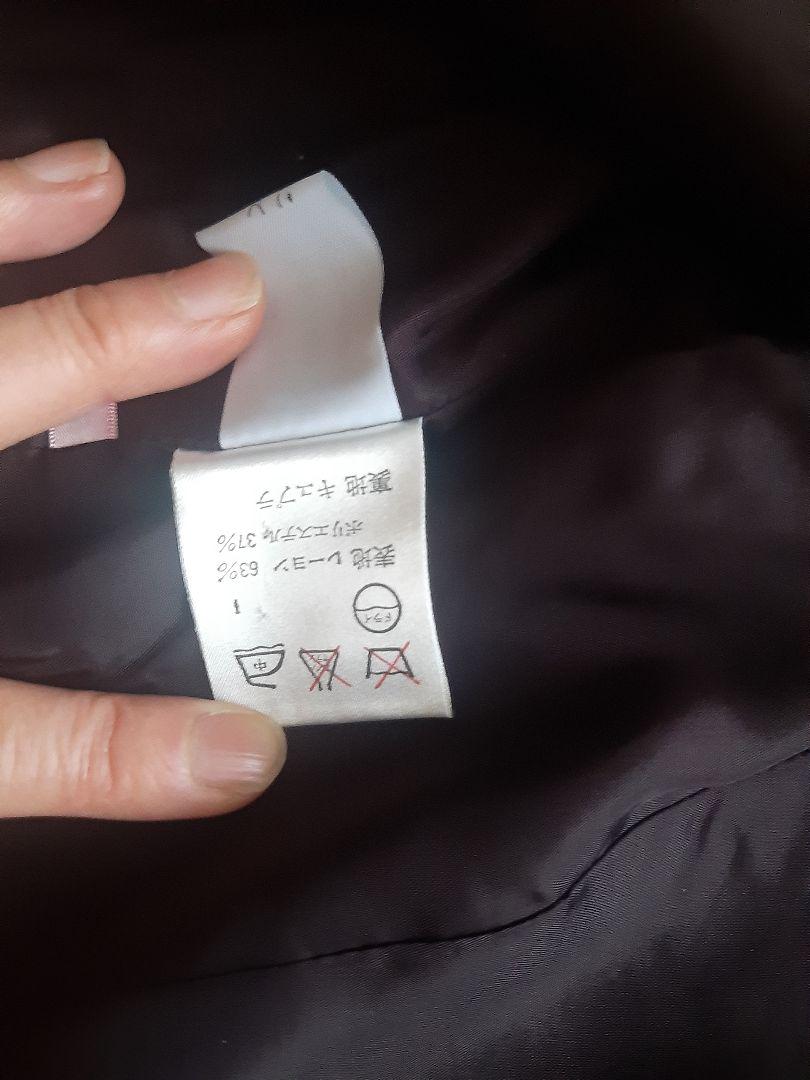 中
ドライ
表地 レーヨン 63%
ポリエステル 37%
裏地 キュプラ